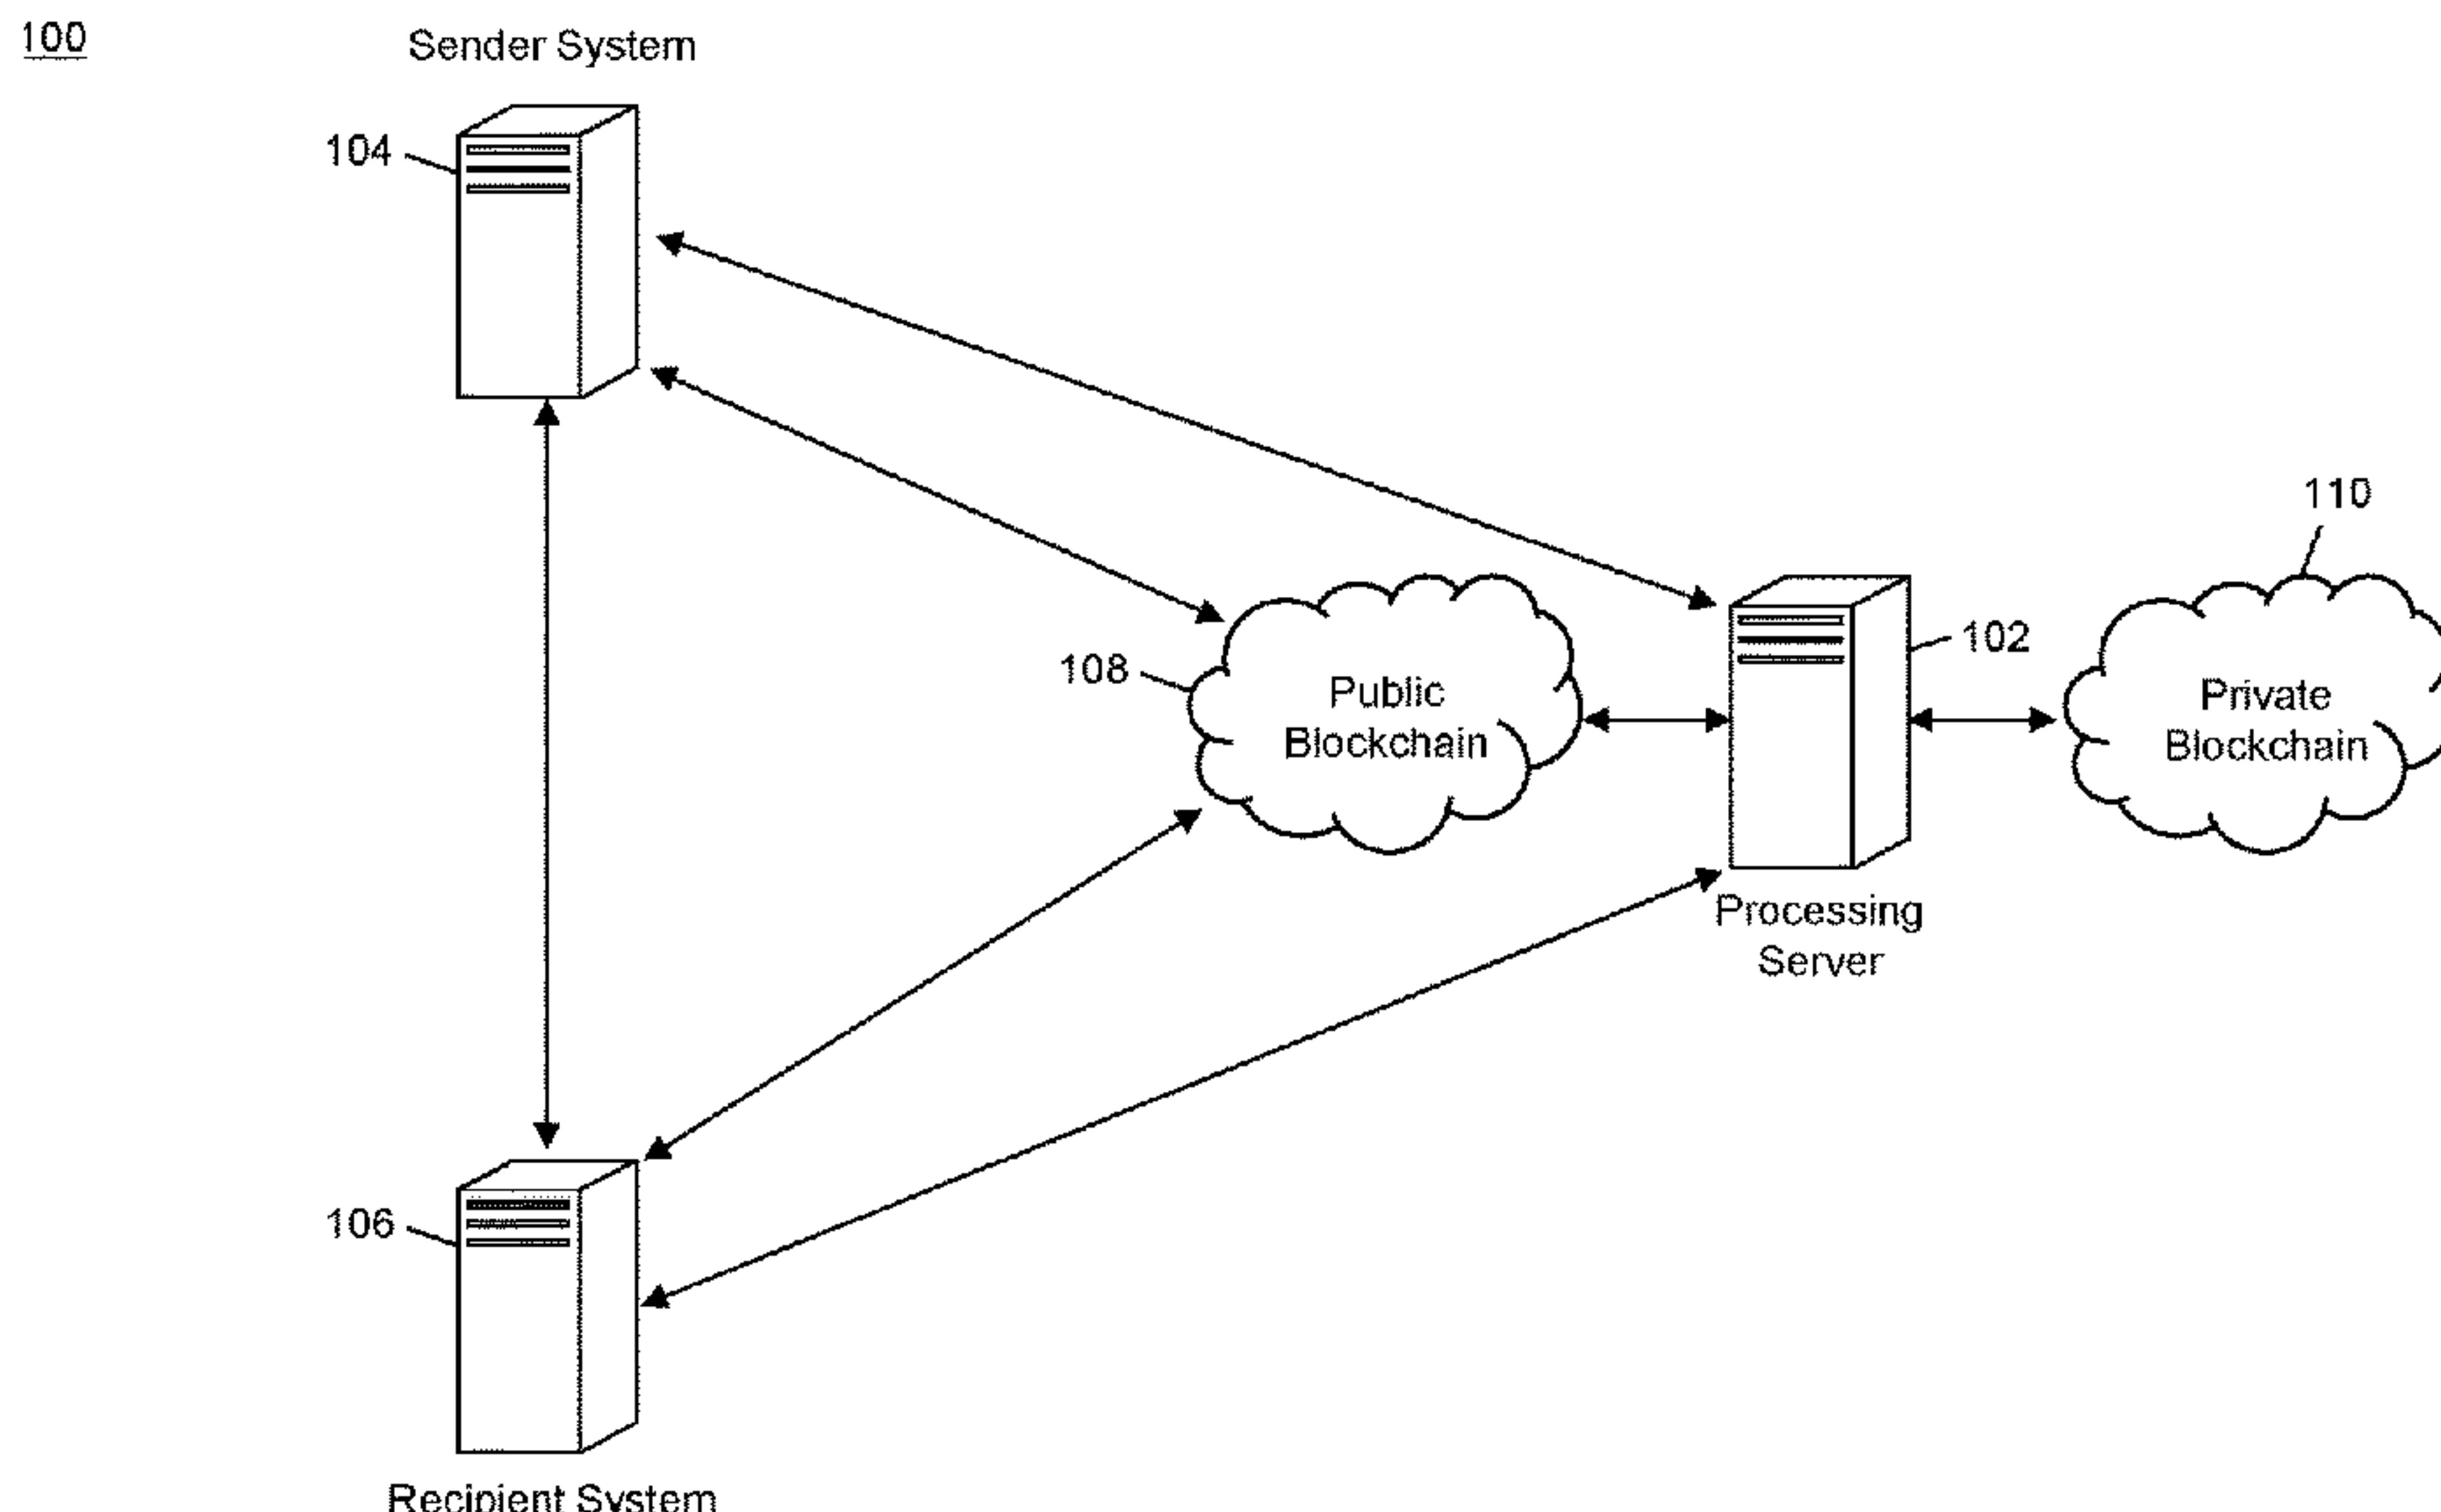 100
Sender System
104
110
102
108
Public
Blockchain
Private
Blockchain
Processing
Server
106
Recipient System